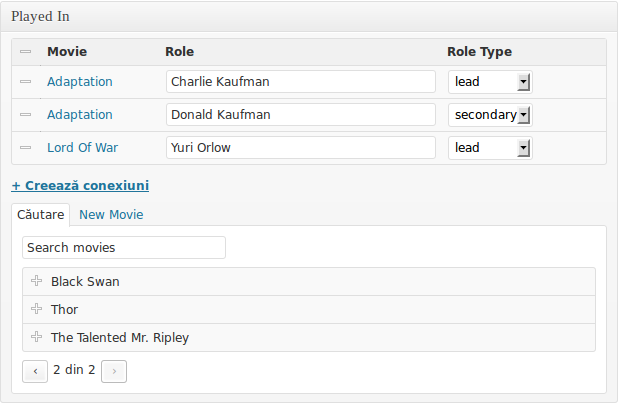 Played In
Movie Role Role Type
Adaptation Charlie Kaufman lead
Adaptation Donald Kaufman secondary
Lord Of War Yuri Orlow lead
+ Creează conexiuni
Căutare New Movie
Search movies
Black Swan
Thor
The Talented Mr. Ripley
‹ 2 din 2 ›